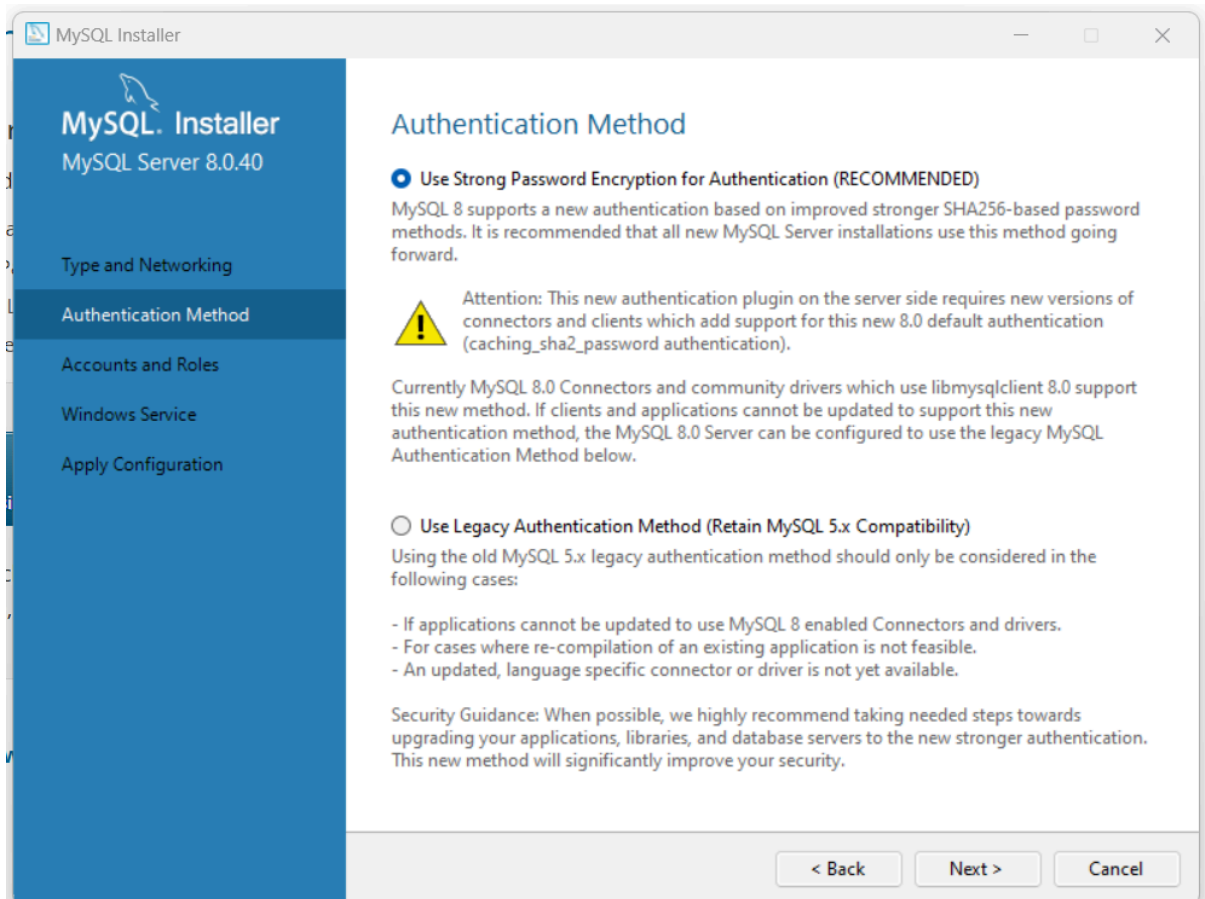 MySQL Installer
MySQL. Installer
MySQL Server 8.0.40
Type and Networking
Authentication Method
Accounts and Roles
Windows Service
Apply Configuration
Authentication Method
Use Strong Password Encryption for Authentication (RECOMMENDED)
MySQL 8 supports a new authentication based on improved stronger SHA256-based password
methods. It is recommended that all new MySQL Server installations use this method going
forward.
Attention: This new authentication plugin on the server side requires new versions of
connectors and clients which add support for this new 8.0 default authentication
(caching_sha2_password authentication).
Currently MySQL 8.0 Connectors and community drivers which use libmysqlclient 8.0 support
this new method. If clients and applications cannot be updated to support this new
authentication method, the MySQL 8.0 Server can be configured to use the legacy MySQL
Authentication Method below.
Use Legacy Authentication Method (Retain MySQL 5.x Compatibility)
Using the old MySQL 5.x legacy authentication method should only be considered in the
following cases:
- If applications cannot be updated to use MySQL 8 enabled Connectors and drivers.
- For cases where re-compilation of an existing application is not feasible.
- An updated, language specific connector or driver is not yet available.
Security Guidance: When possible, we highly recommend taking needed steps towards
upgrading your applications, libraries, and database servers to the new stronger authentication.
This new method will significantly improve your security.
< Back
Next >
Cancel